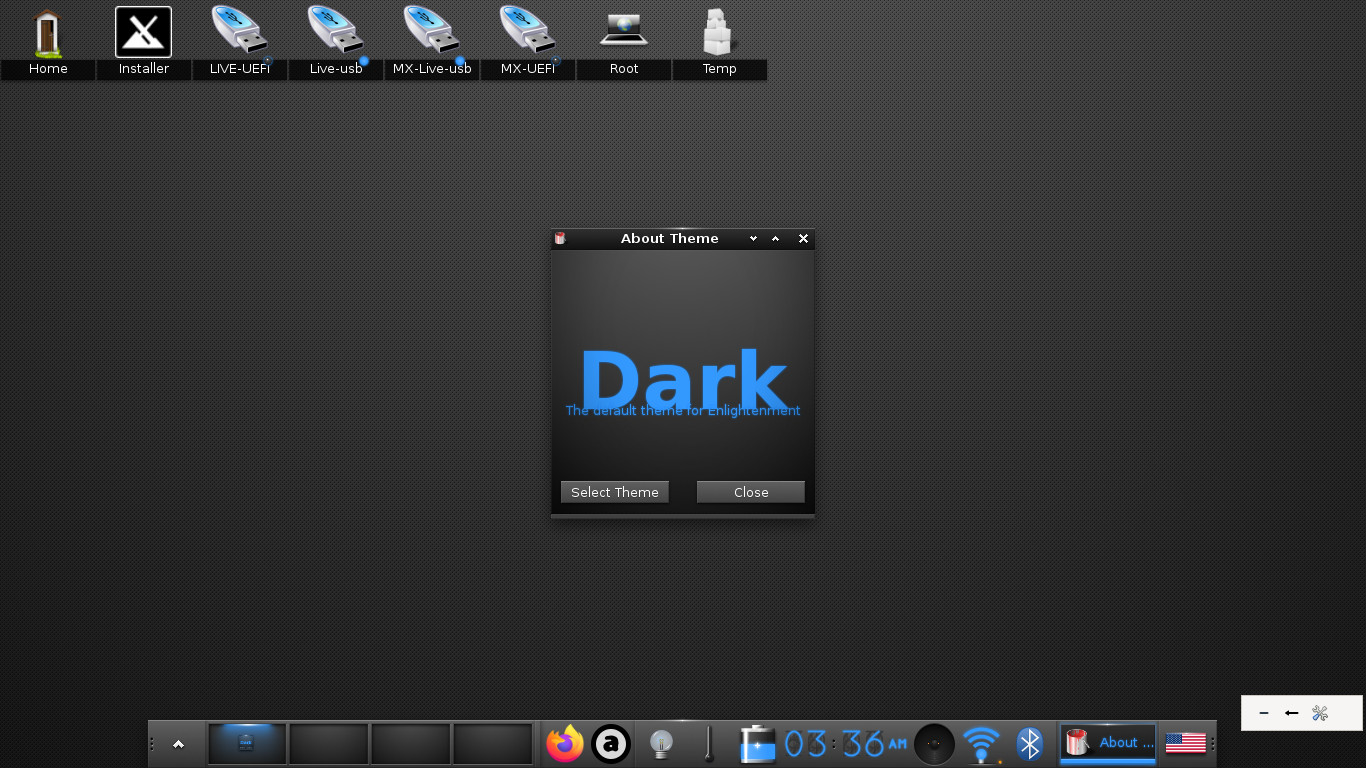 Home
Installer
LIVE-UEFI
Live-usb
MX-Live-usb
MX-UEFI
Root
Temp
About Theme
Dark
The default theme for Enlightenment
Select Theme
Close
Dark
03:36 AM
About ...